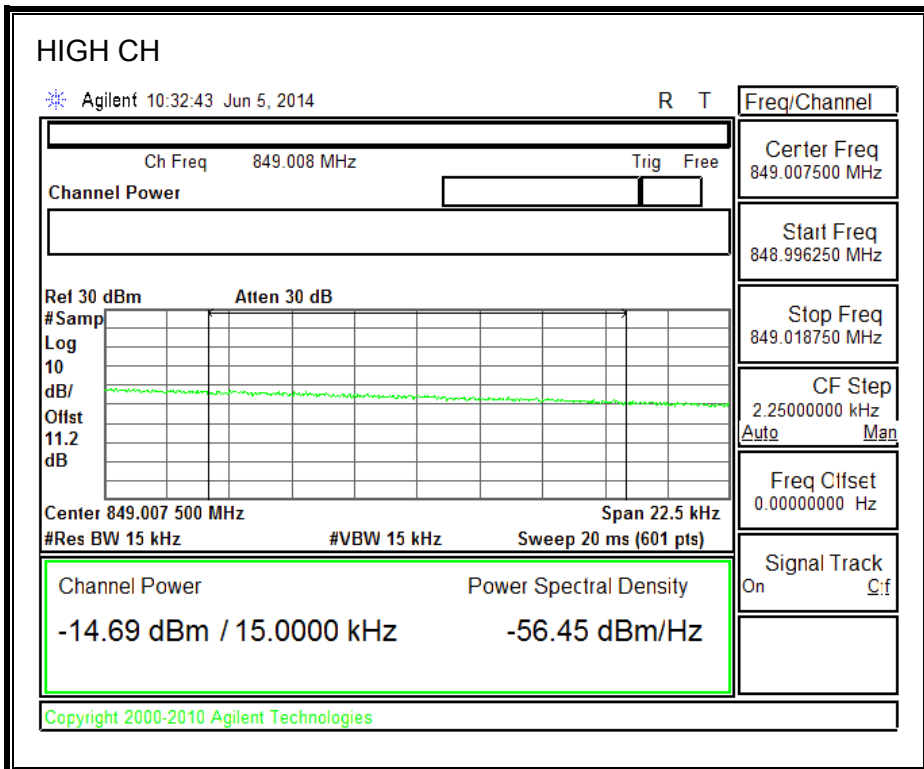 HIGH CH
Agilent 10:32:43 Jun 5, 2014 R T
Freq/Channel
Ch Freq 849.008 MHz Trig Free
Channel Power
Center Freq
849.007500 MHz
Start Freq
848.996250 MHz
Stop Freq
849.018750 MHz
CF Step
2.25000000 kHz
Auto Man
Freq Offset
0.00000000 Hz
Signal Track
On Off
Ref 30 dBm Atten 30 dB
#Samp
Log
10
dB/
Offst
11.2
dB
Center 849.007 500 MHz Span 22.5 kHz
#Res BW 15 kHz #VBW 15 kHz Sweep 20 ms (601 pts)
Channel Power Power Spectral Density
-14.69 dBm / 15.0000 kHz -56.45 dBm/Hz
Copyright 2000-2010 Agilent Technologies